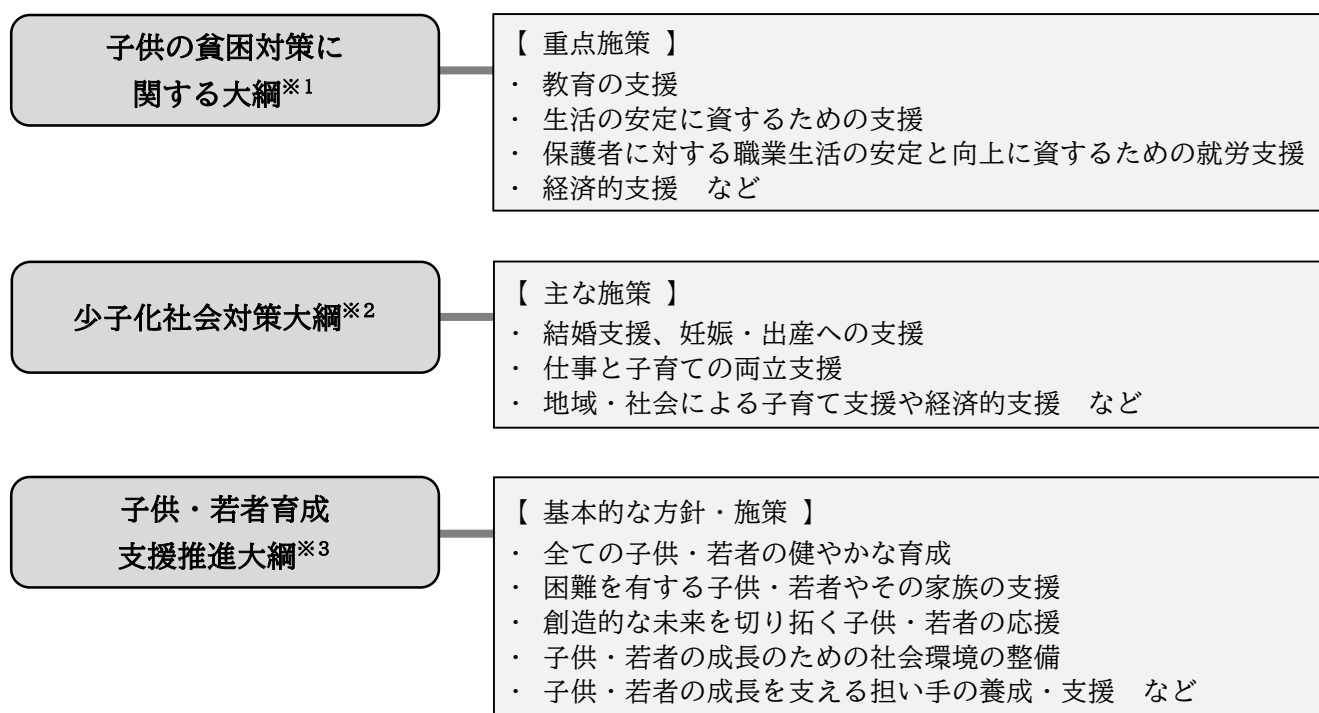 子供の貧困対策に
関する大綱※1
【 重点施策 】
・ 教育の支援
・ 生活の安定に資するための支援
・ 保護者に対する職業生活の安定と向上に資するための就労支援
・ 経済的支援　など
少子化社会対策大綱※2
【 主な施策 】
・ 結婚支援、妊娠・出産への支援
・ 仕事と子育ての両立支援
・ 地域・社会による子育て支援や経済的支援　など
子供・若者育成
支援推進大綱※3
【 基本的な方針・施策 】
・ 全ての子供・若者の健やかな育成
・ 困難を有する子供・若者やその家族の支援
・ 創造的な未来を切り拓く子供・若者の応援
・ 子供・若者の成長のための社会環境の整備
・ 子供・若者の成長を支える担い手の養成・支援　など